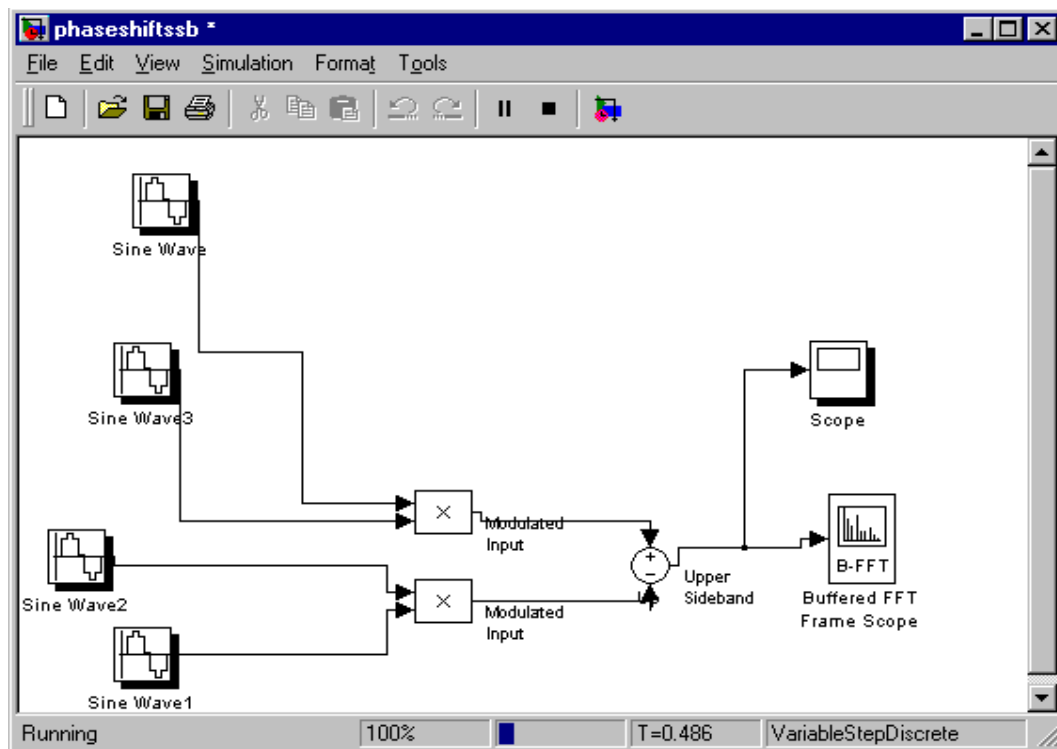 phaseshiftssb *
File Edit View Simulation Format Tools
Sine Wave
Sine Wave3
Scope
Modulated
Input
+
−
Upper
Sideband
B-FFT
Buffered FFT
Frame Scope
Sine Wave2
Modulated
Input
Sine Wave1
Running 100% T=0.486 VariableStepDiscrete